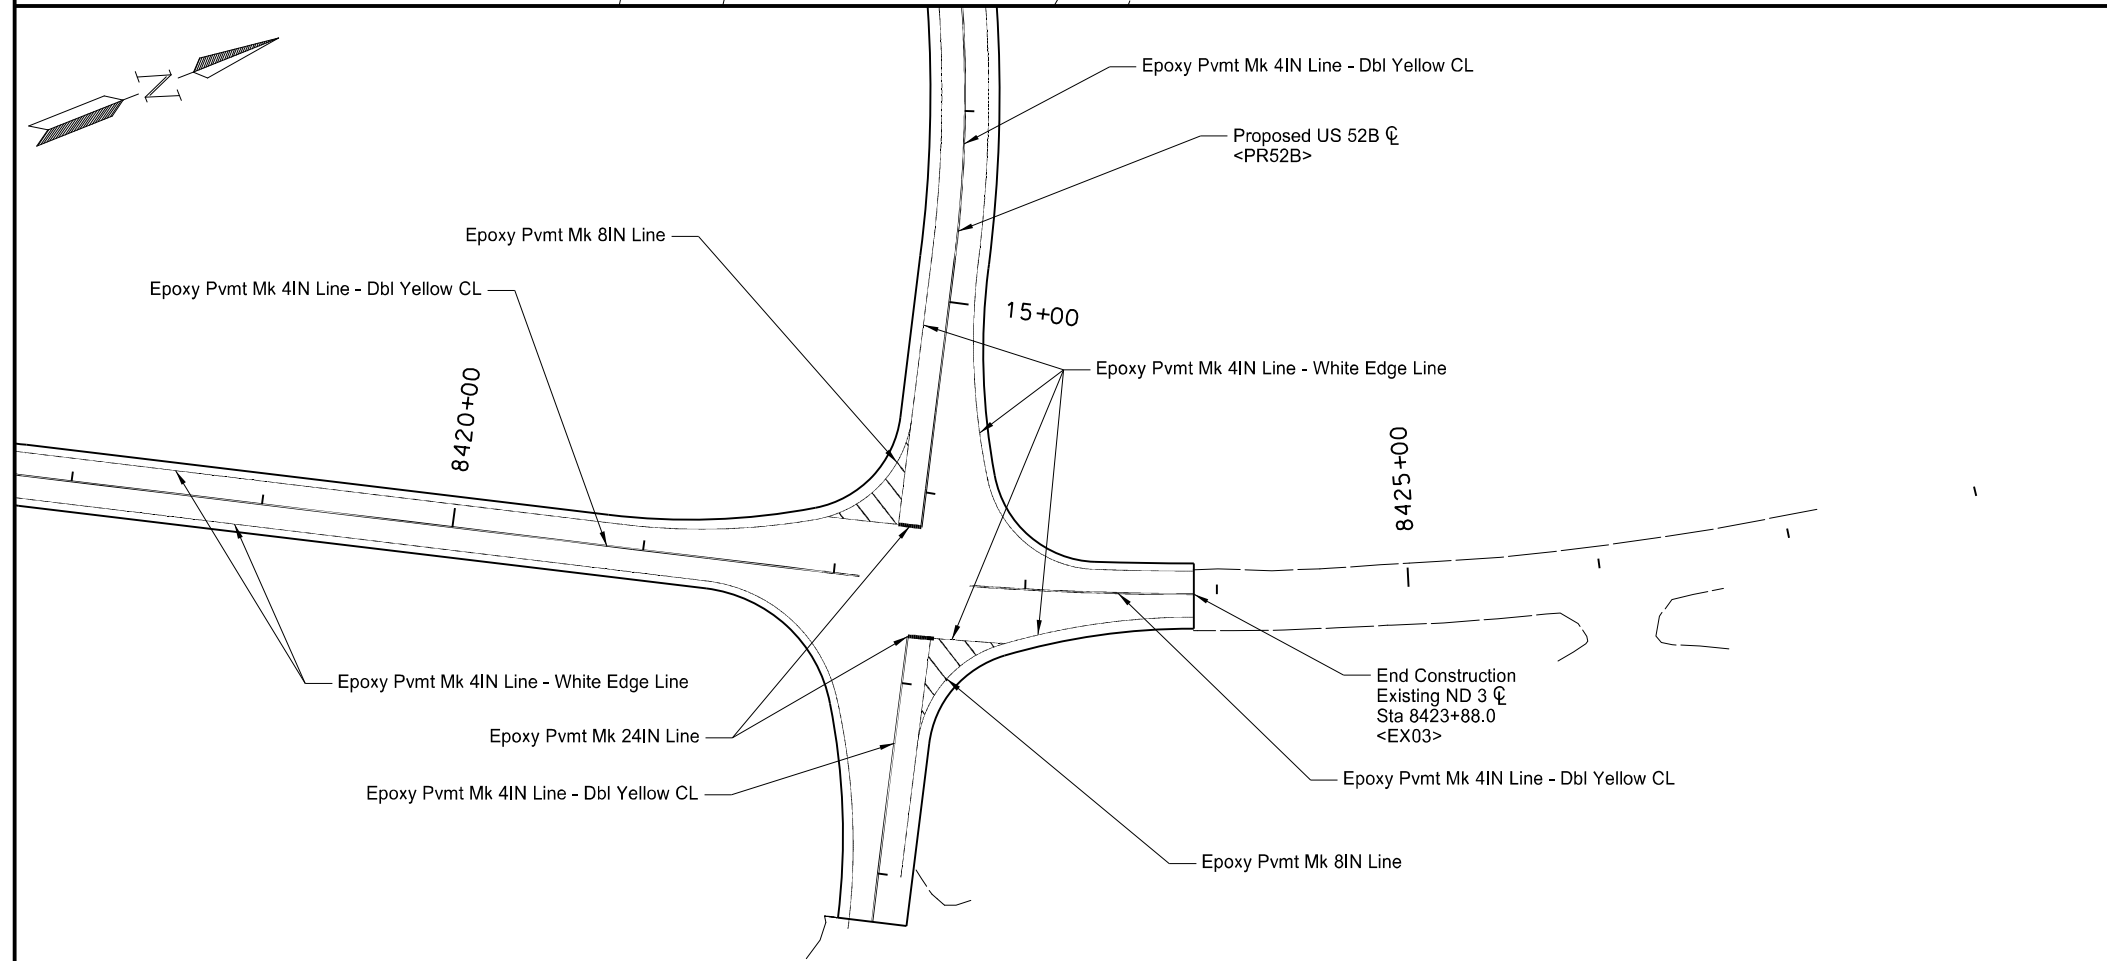 N
Epoxy Pvmt Mk 4IN Line - Dbl Yellow CL
Proposed US 52B ℄
<PR52B>
Epoxy Pvmt Mk 8IN Line
Epoxy Pvmt Mk 4IN Line - Dbl Yellow CL
15+00
Epoxy Pvmt Mk 4IN Line - White Edge Line
8420+00
8425+00
Epoxy Pvmt Mk 4IN Line - White Edge Line
End Construction
Existing ND 3 ℄
Sta 8423+88.0
<EX03>
Epoxy Pvmt Mk 24IN Line
Epoxy Pvmt Mk 4IN Line - Dbl Yellow CL
Epoxy Pvmt Mk 4IN Line - Dbl Yellow CL
Epoxy Pvmt Mk 8IN Line